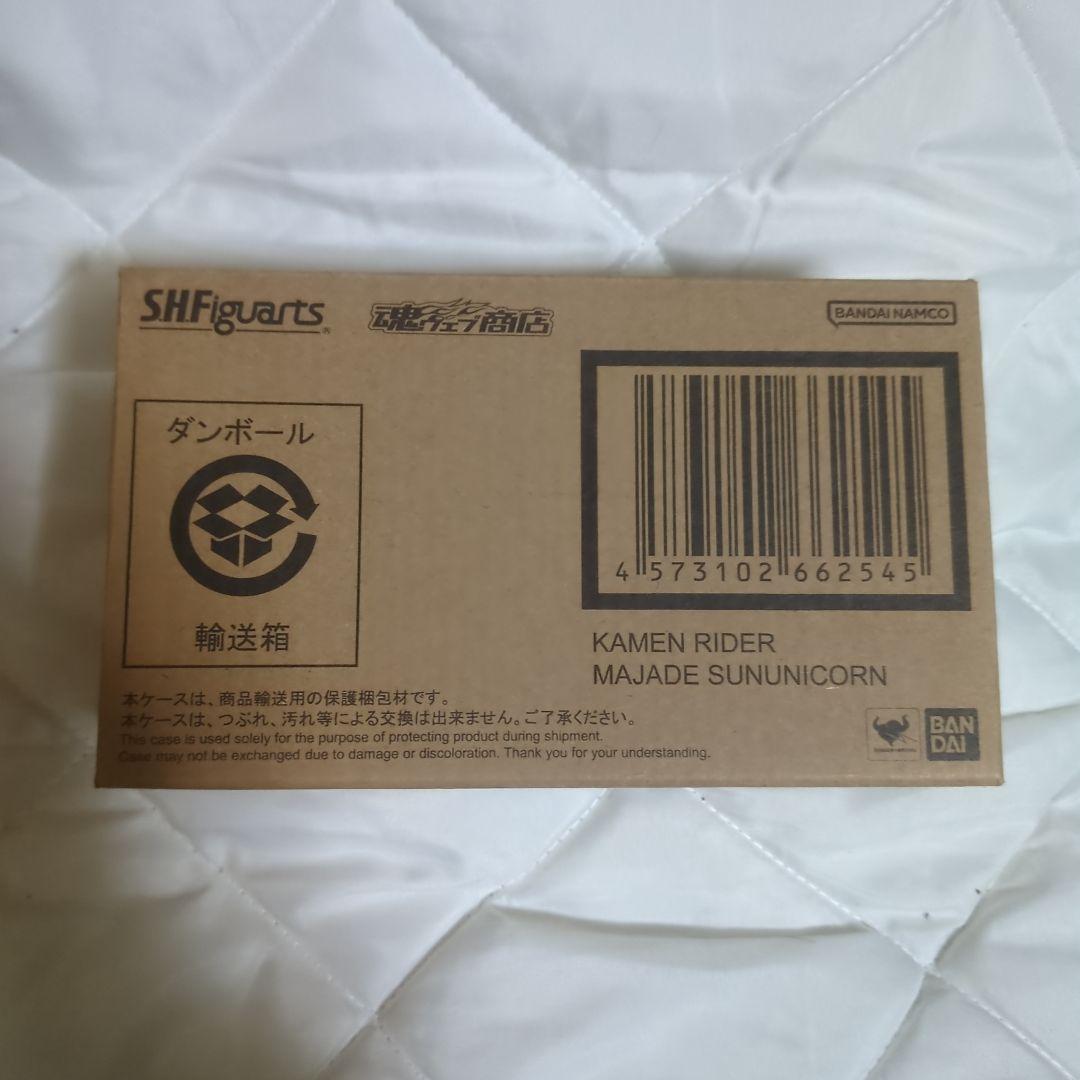 S.H.Figuarts®
魂ウェブ商店
BANDAI NAMCO
ダンボール
輸送箱
4 573102 662545
KAMEN RIDER
MAJADE SUNUNICORN
本ケースは、商品輸送用の保護梱包材です。
本ケースは、つぶれ、汚れ等による交換は出来ません。ご了承ください。
This case is used solely for the purpose of protecting product during shipment.
Case may not be exchanged due to damage or discoloration. Thank you for your understanding.
BAN
DAI